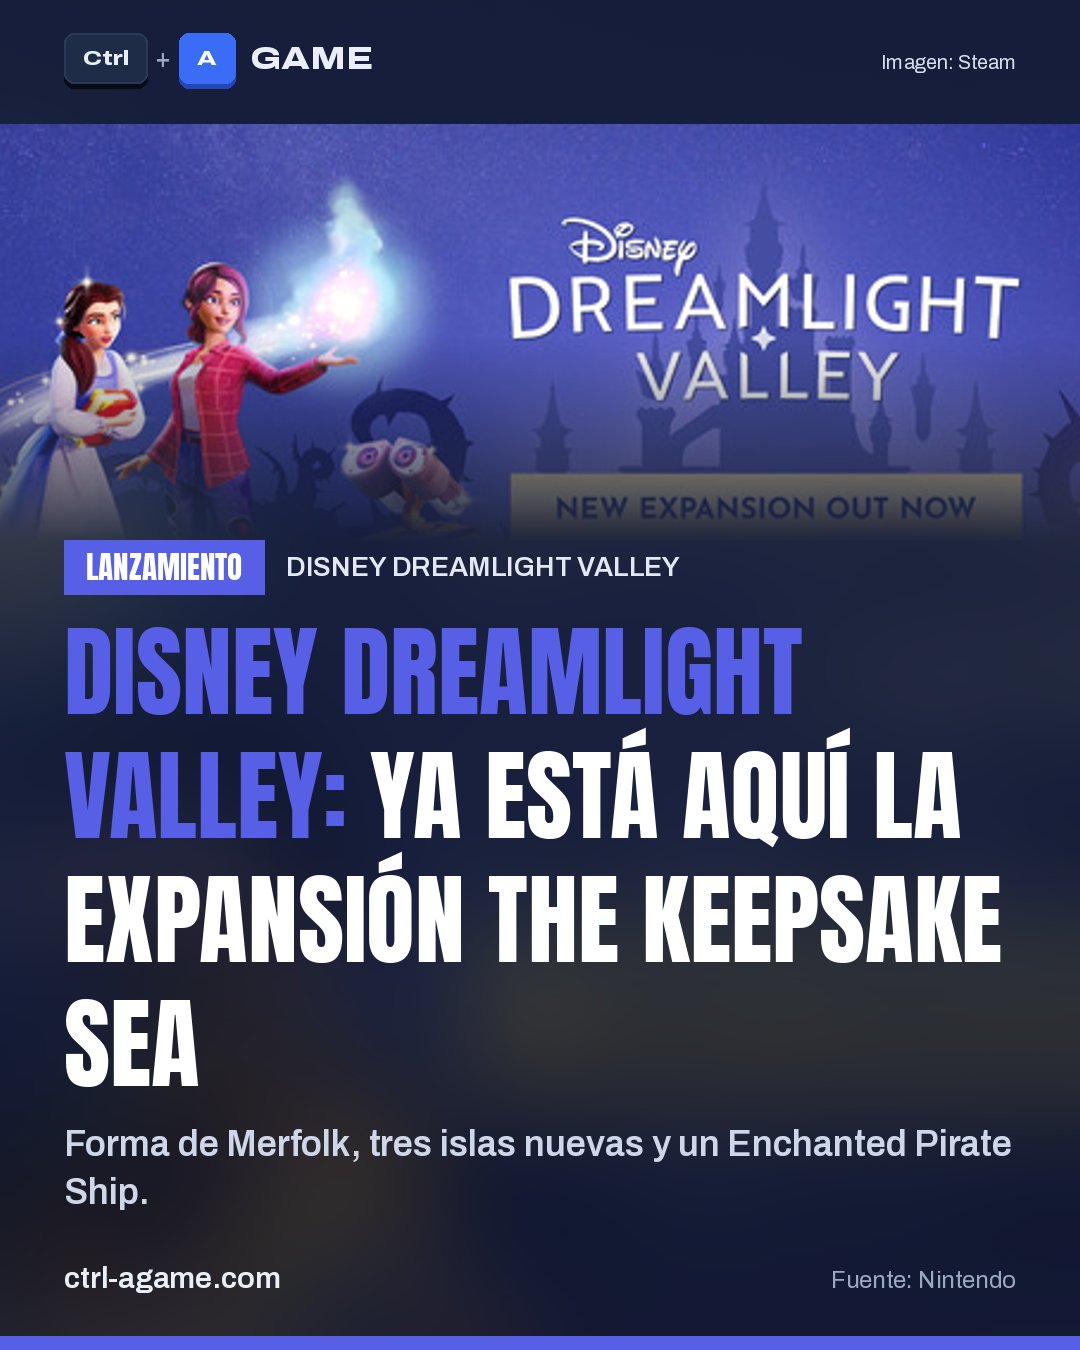 Ctrl + A GAME
Imagen: Steam
Disney
DREAMLIGHT
VALLEY
NEW EXPANSION OUT NOW
LANZAMIENTO
DISNEY DREAMLIGHT VALLEY
DISNEY DREAMLIGHT
VALLEY: YA ESTÁ AQUÍ LA
EXPANSIÓN THE KEEPSAKE
SEA
Forma de Merfolk, tres islas nuevas y un Enchanted Pirate
Ship.
ctrl-agame.com
Fuente: Nintendo